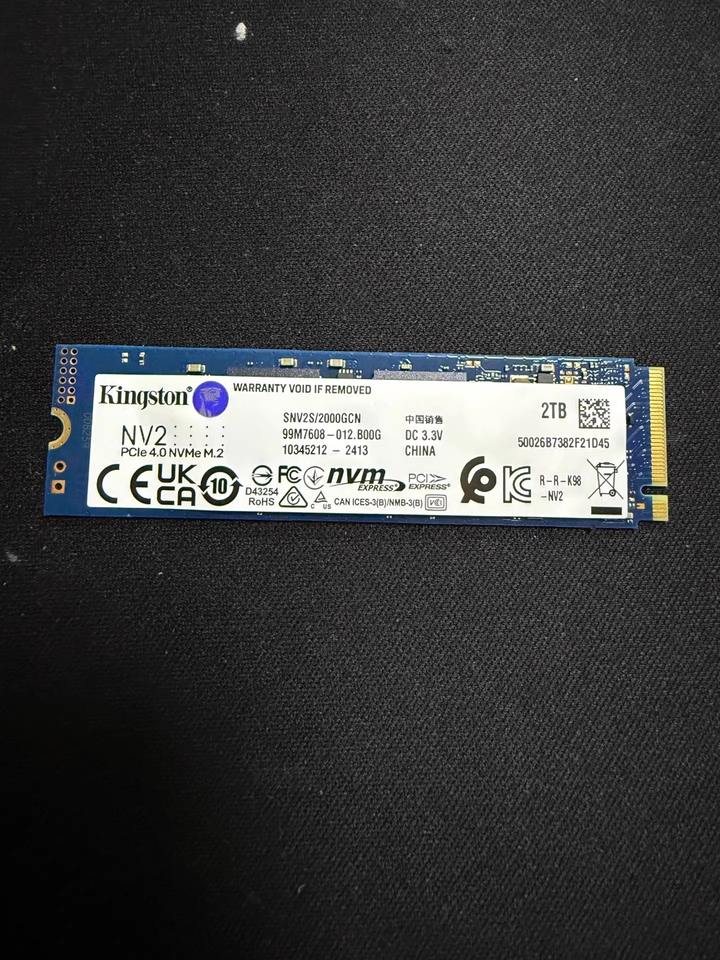 Kingston
WARRANTY VOID IF REMOVED
NV2
PCIe 4.0 NVMe M.2
SNV2S/2000GCN
99M7608-012.B00G
10345212 - 2413
中国销售
DC 3.3V
CHINA
2TB
50026B7382F21D45
CE UK CA
10
D43254
RoHS
FC
nvm
EXPRESS
PCI
EXPRESS®
C US
CAN ICES-3(B)/NMB-3(B)
R-R-K98
-NV2